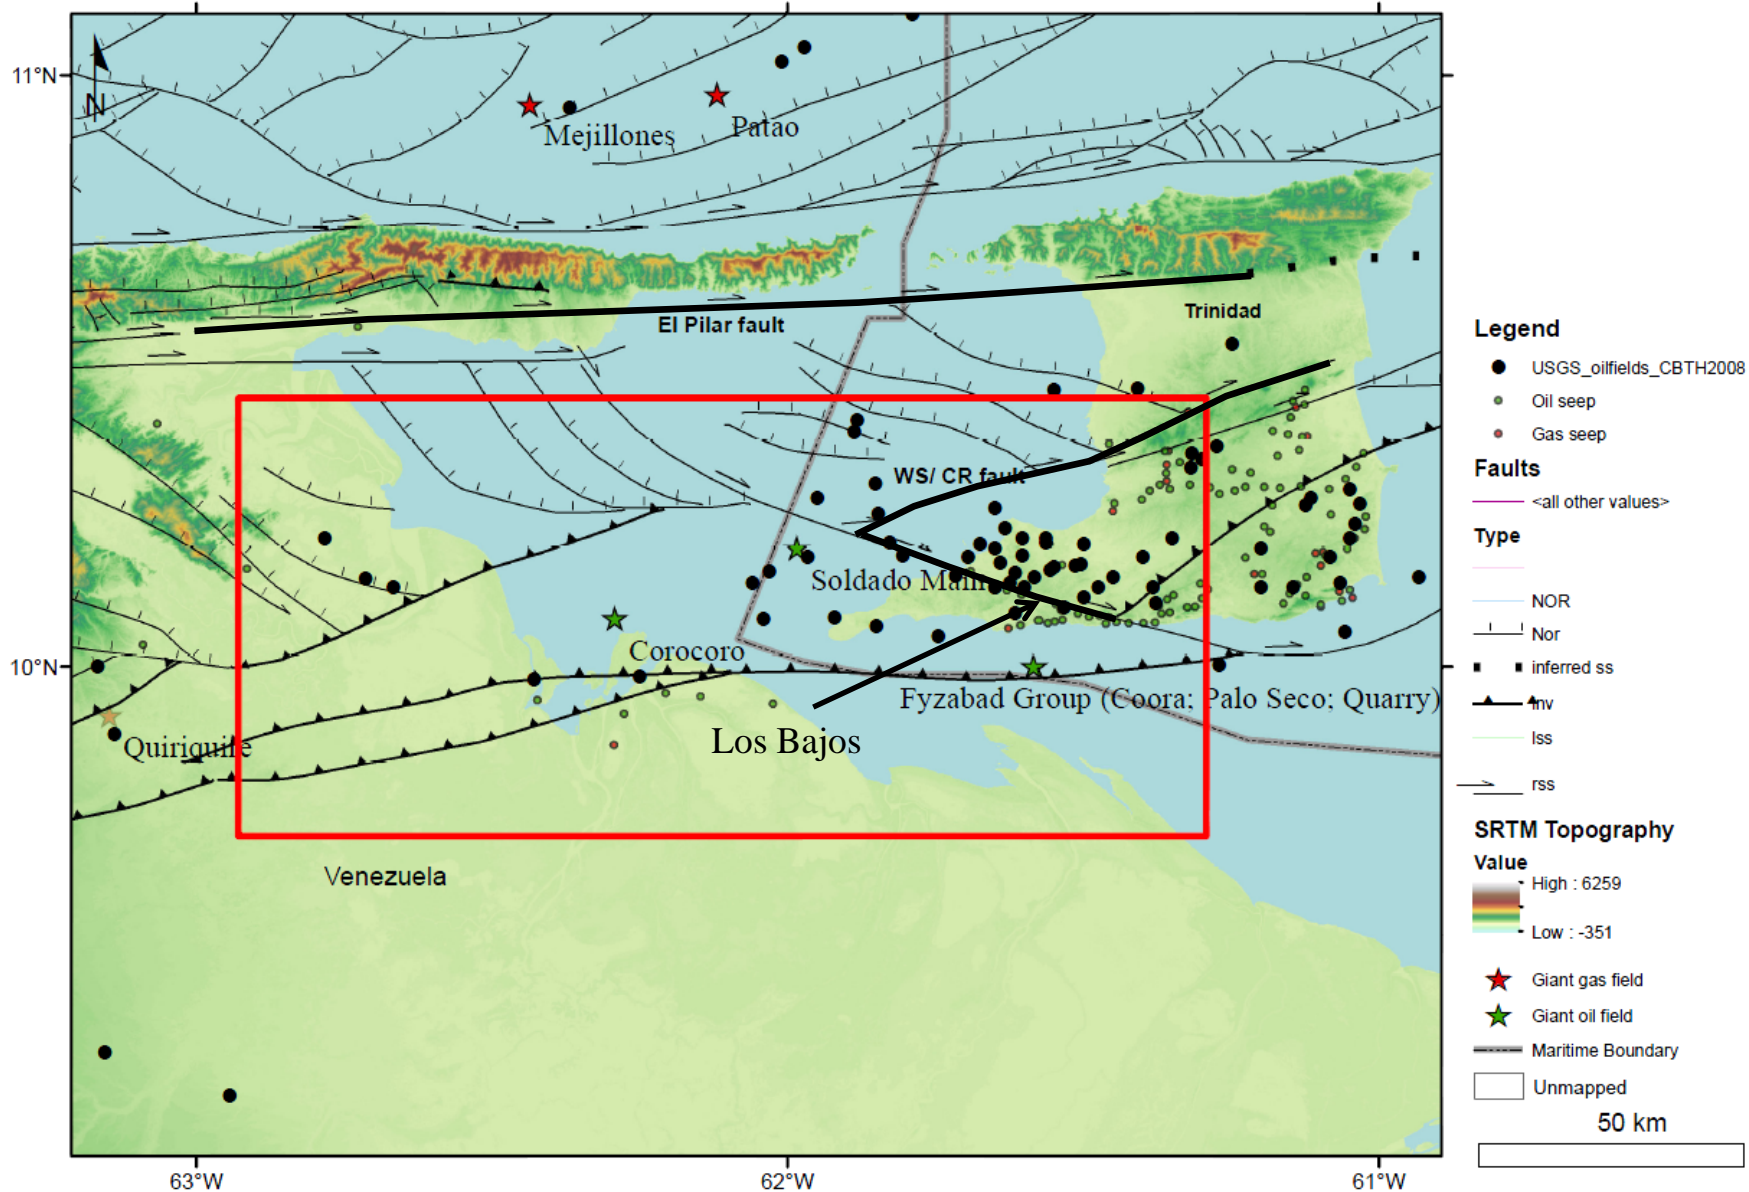 11°N
N
Mejillones
Patao
El Pilar fault
Trinidad
WS/ CR fault
Soldado Main
Corocoro
Fyzabad Group (Coora; Palo Seco; Quarry)
Quiriquire
Los Bajos
10°N
Venezuela
63°W
62°W
61°W
Legend
USGS_oilfields_CBTH2008
Oil seep
Gas seep
Faults
<all other values>
Type
NOR
Nor
inferred ss
inv
lss
rss
SRTM Topography
Value
High : 6259
Low : -351
Giant gas field
Giant oil field
Maritime Boundary
Unmapped
50 km